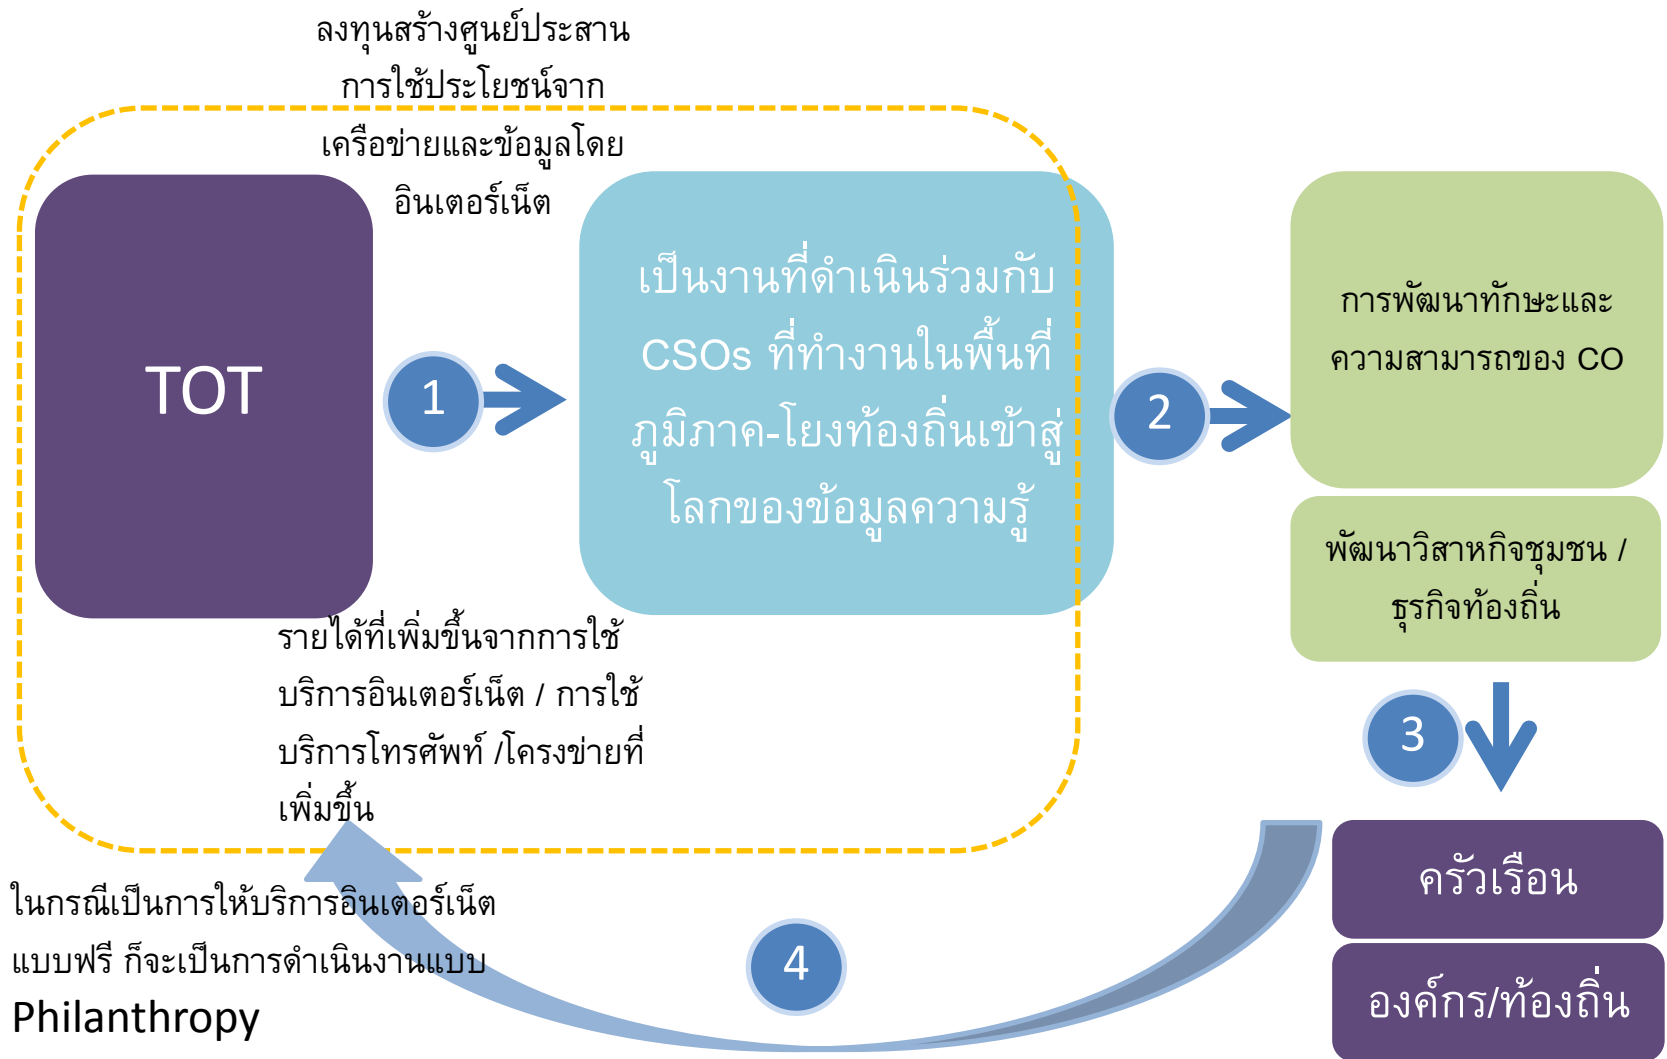 ลงทุนสร้างศูนย์ประสาน
การใช้ประโยชน์จาก
เครือข่ายและข้อมูลโดย
อินเตอร์เน็ต
TOT
1
เป็นงานที่ดำเนินร่วมกับ
CSOs ที่ทำงานในพื้นที่
ภูมิภาค-โยงท้องถิ่นเข้าสู่
โลกของข้อมูลความรู้
2
การพัฒนาทักษะและ
ความสามารถของ CO
พัฒนาวิสาหกิจชุมชน /
ธุรกิจท้องถิ่น
รายได้ที่เพิ่มขึ้นจากการใช้
บริการอินเตอร์เน็ต / การใช้
บริการโทรศัพท์ /โครงข่ายที่
เพิ่มขึ้น
3
ครัวเรือน
องค์กร/ท้องถิ่น
4
ในกรณีเป็นการให้บริการอินเตอร์เน็ต
แบบฟรี ก็จะเป็นการดำเนินงานแบบ
Philanthropy